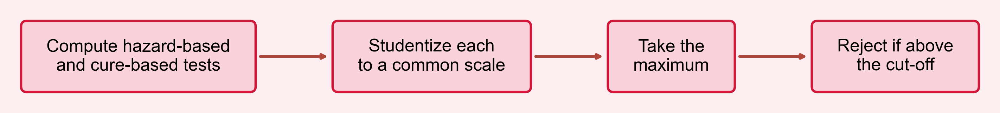 Compute hazard-based
and cure-based tests
Studentize each
to a common scale
Take the
maximum
Reject if above
the cut-off